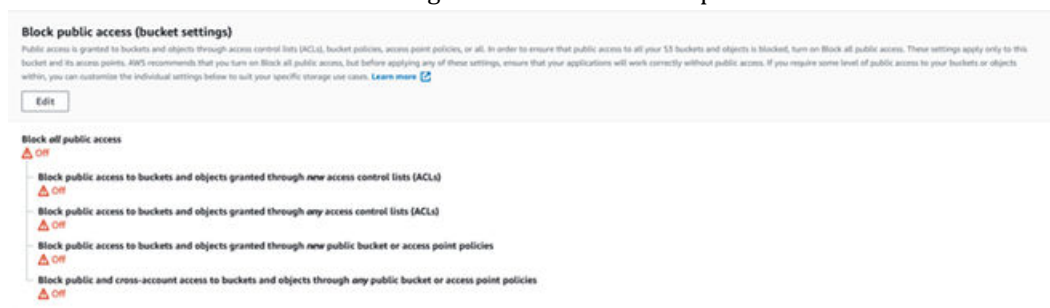 Block public access (bucket settings)
Public access is granted to buckets and objects through access control lists (ACLs), bucket policies, access point policies, or all. In order to ensure that public access to all your S3 buckets and objects is blocked, turn on Block all public access. These settings apply only to this
bucket and its access points. AWS recommends that you turn on Block all public access, but before applying any of these settings, ensure that your applications will work correctly without public access. If you require some level of public access to your buckets or objects
within, you can customize the individual settings below to suit your specific storage use cases. Learn more
Edit
Block all public access
Off
Block public access to buckets and objects granted through new access control lists (ACLs)
Off
Block public access to buckets and objects granted through any access control lists (ACLs)
Off
Block public access to buckets and objects granted through new public bucket or access point policies
Off
Block public and cross-account access to buckets and objects through any public bucket or access point policies
Off